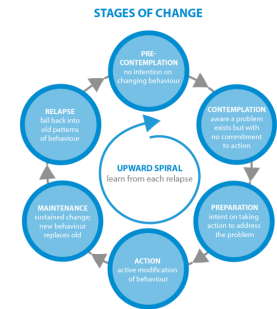 STAGES OF CHANGE
PRE-
CONTEMPLATION
no intention on
changing behaviour
CONTEMPLATION
aware a problem
exists but with
no commitment
to action
PREPARATION
intent on taking
action to address
the problem
ACTION
active modification
of behaviour
MAINTENANCE
sustained change;
new behaviour
replaces old
RELAPSE
fall back into
old patterns
of behaviour
UPWARD SPIRAL
learn from each relapse